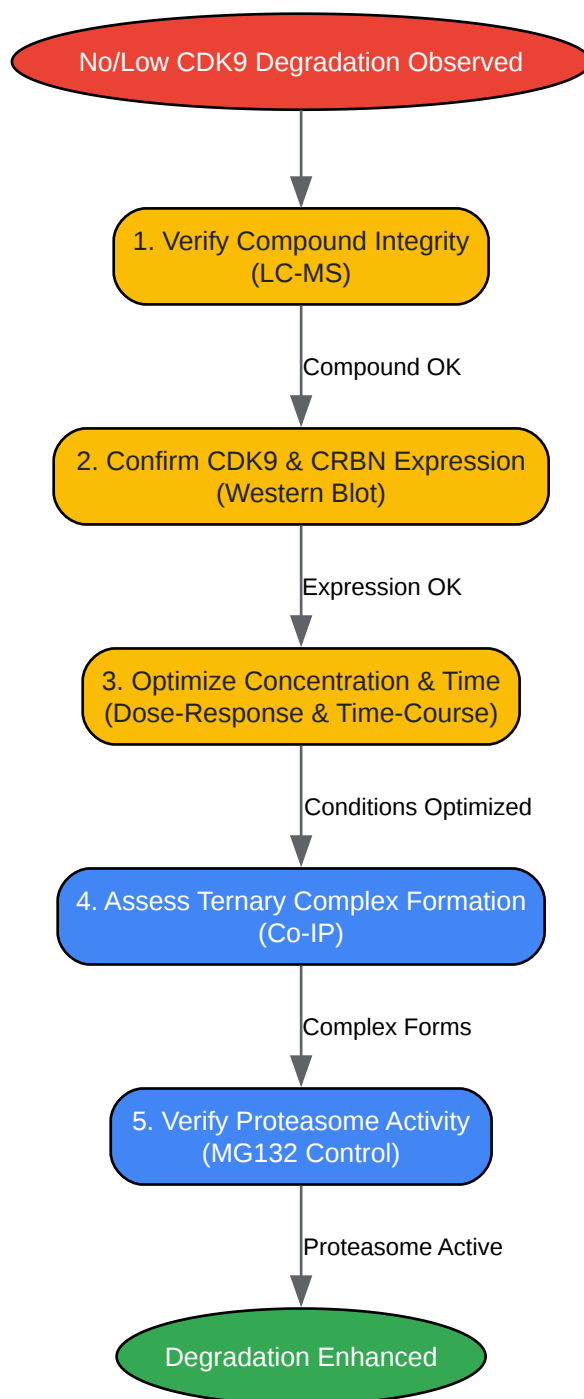 No/Low CDK9 Degradation Observed
1. Verify Compound Integrity
(LC-MS)
Compound OK
2. Confirm CDK9 & CRBN Expression
(Western Blot)
Expression OK
3. Optimize Concentration & Time
(Dose-Response & Time-Course)
Conditions Optimized
4. Assess Ternary Complex Formation
(Co-IP)
Complex Forms
5. Verify Proteasome Activity
(MG132 Control)
Proteasome Active
Degradation Enhanced